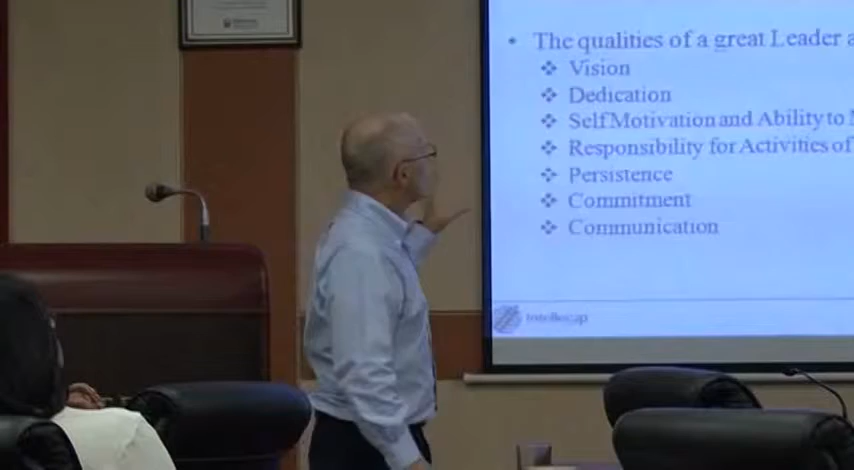 • The qualities of a great Leader a
❖ Vision
❖ Dedication
❖ Self Motivation and Ability to
❖ Responsibility for Activities of
❖ Persistence
❖ Commitment
❖ Communication
Intellecap